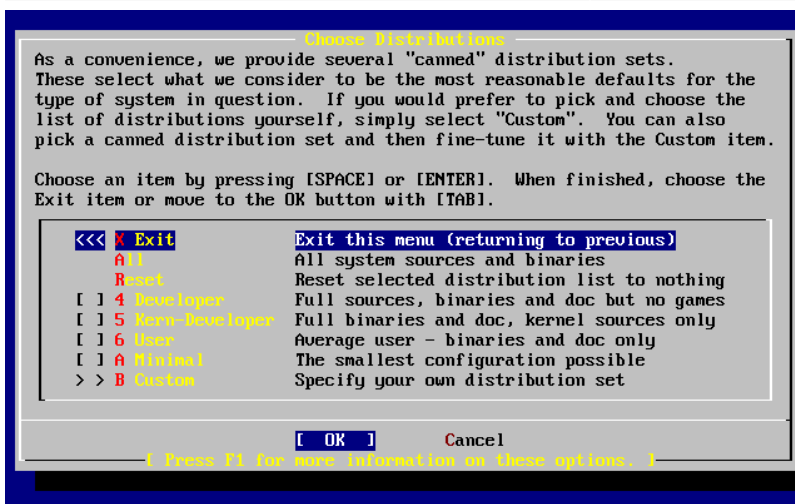 Choose Distributions
As a convenience, we provide several "canned" distribution sets.
These select what we consider to be the most reasonable defaults for the
type of system in question.  If you would prefer to pick and choose the
list of distributions yourself, simply select "Custom".  You can also
pick a canned distribution set and then fine-tune it with the Custom item.
Choose an item by pressing [SPACE] or [ENTER].  When finished, choose the
Exit item or move to the OK button with [TAB].
<<< X Exit Exit this menu (returning to previous)
All All system sources and binaries
Reset Reset selected distribution list to nothing
[ ] 4 Developer Full sources, binaries and doc but no games
[ ] 5 Kern-Developer Full binaries and doc, kernel sources only
[ ] 6 User Average user - binaries and doc only
[ ] A Minimal The smallest configuration possible
> > B Custom Specify your own distribution set
[ OK ] Cancel
[ Press F1 for more information on these options. ]